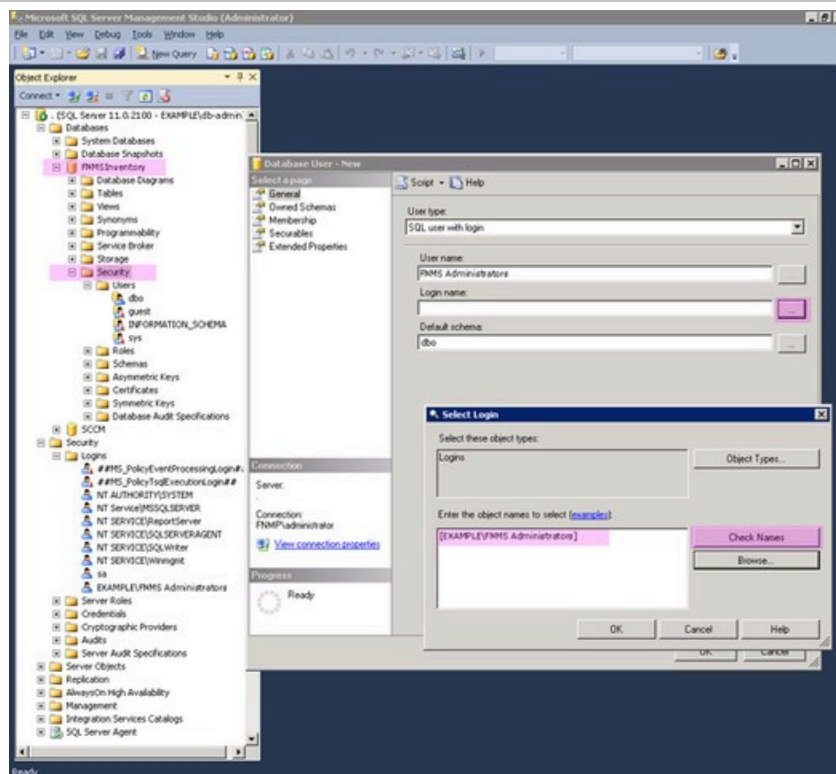 Microsoft SQL Server Management Studio (Administrator)
File Edit View Debug Tools Window Help
New Query
Object Explorer
Connect
. (SQL Server 11.0.2100 - EXAMPLE\db-admin
Databases
System Databases
Database Snapshots
FNMSInventory
Database Diagrams
Tables
Views
Synonyms
Programmability
Service Broker
Storage
Security
Users
dbo
guest
INFORMATION_SCHEMA
sys
Roles
Schemas
Asymmetric Keys
Certificates
Symmetric Keys
Database Audit Specifications
SCCM
Security
Logins
##MS_PolicyEventProcessingLogin#
##MS_PolicyTsqlExecutionLogin##
NT AUTHORITY\SYSTEM
NT Service\MSSQLSERVER
NT SERVICE\ReportServer
NT SERVICE\SQLSERVERAGENT
NT SERVICE\SQLWriter
NT SERVICE\Winmgmt
sa
EXAMPLE\FNMS Administrators
Server Roles
Credentials
Cryptographic Providers
Audits
Server Audit Specifications
Server Objects
Replication
AlwaysOn High Availability
Management
Integration Services Catalogs
SQL Server Agent
Ready
Database User - New
Select a page
General
Owned Schemas
Membership
Securables
Extended Properties
Connection
Server:
.
Connection:
FNMP\administrator
View connection properties
Progress
Ready
Script Help
User type:
SQL user with login
User name:
FNMS Administrators
...
Login name:
...
Default schema:
dbo
...
OK Cancel
Select Login
Select these object types:
Logins
Object Types...
Enter the object names to select (examples):
[EXAMPLE\FNMS Administrators]
Check Names
Browse...
OK Cancel Help